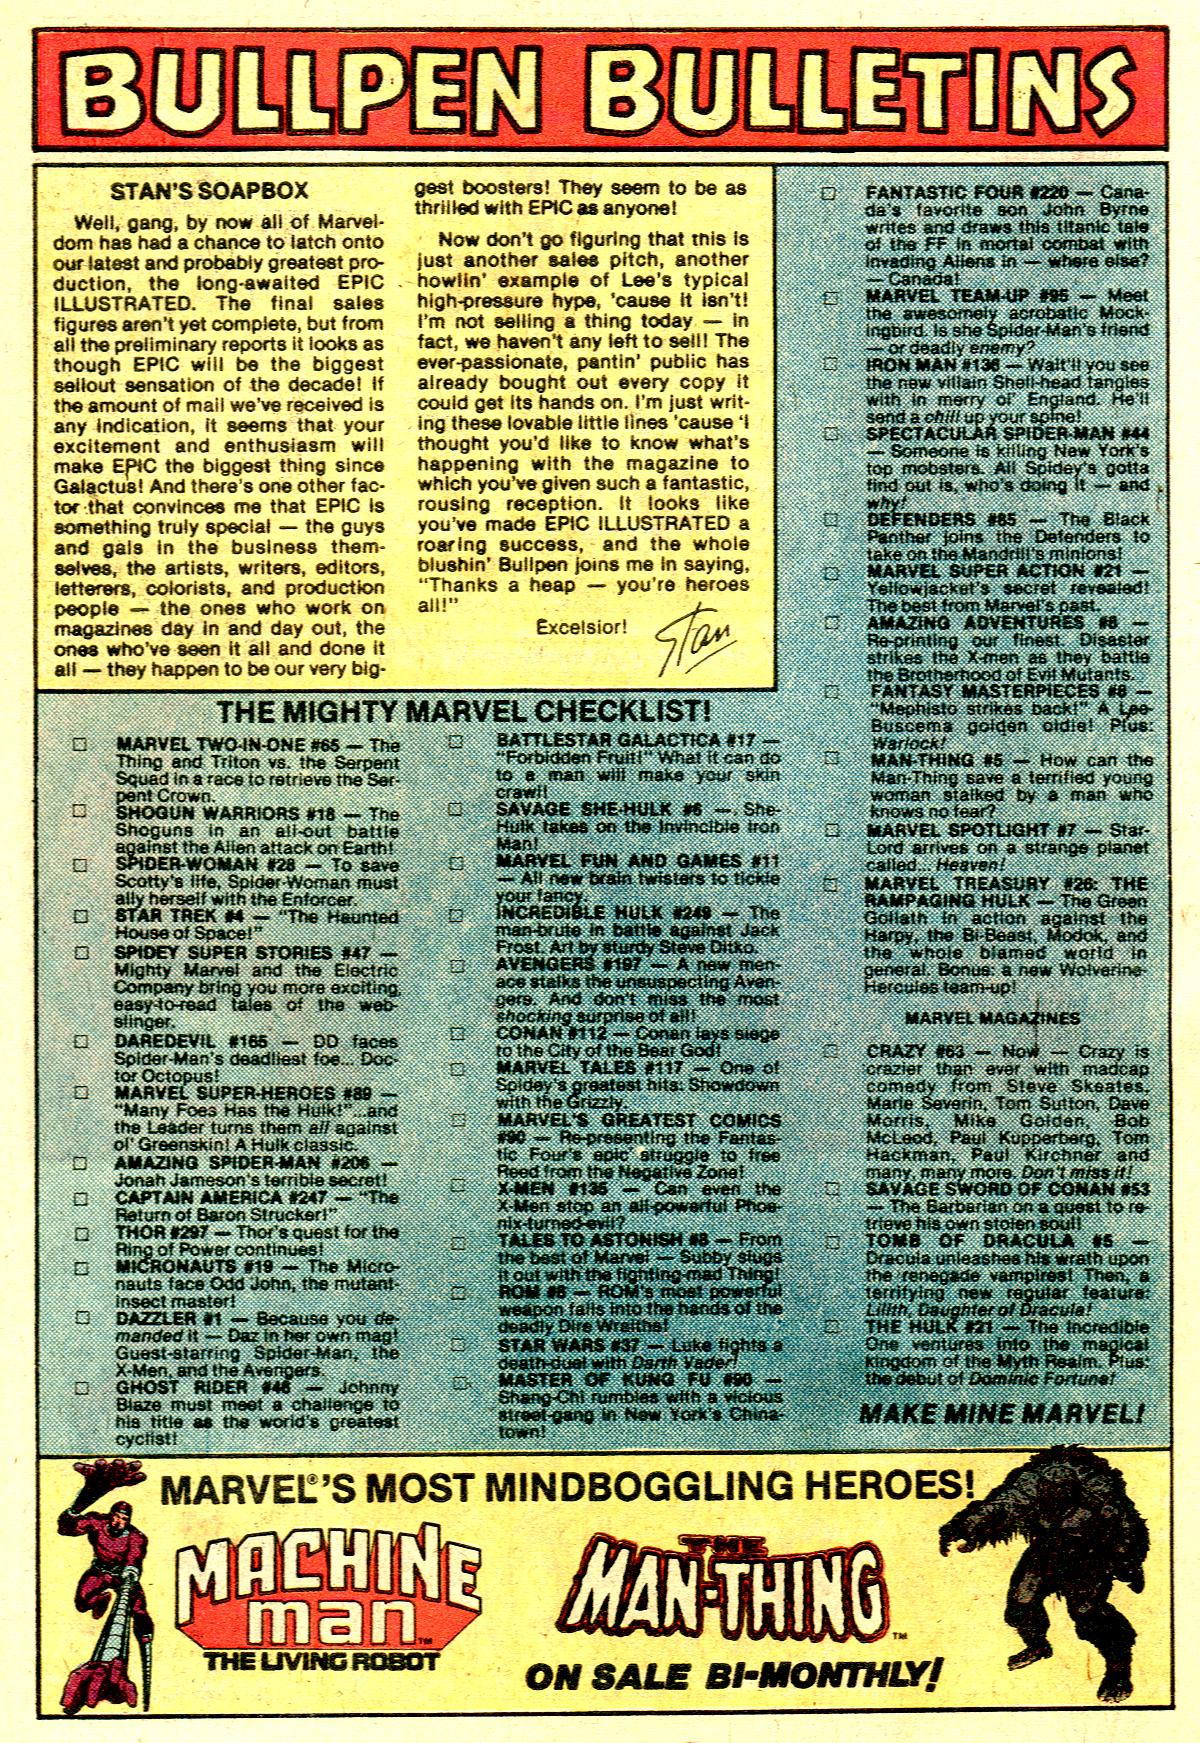 BULLPEN BULLETINS
STAN'S SOAPBOX
Well, gang, by now all of Marvel-
dom has had a chance to latch onto
our latest and probably greatest pro-
duction, the long-awaited EPIC
ILLUSTRATED. The final sales
figures aren't yet complete, but from
all the preliminary reports it looks as
though EPIC will be the biggest
sellout sensation of the decade! If
the amount of mail we've received is
any indication, it seems that your
excitement and enthusiasm will
make EPIC the biggest thing since
Galactus! And there's one other fac-
tor that convinces me that EPIC is
something truly special — the guys
and gals in the business them-
selves, the artists, writers, editors,
letterers, colorists, and production
people — the ones who work on
magazines day in and day out, the
ones who've seen it all and done it
all — they happen to be our very big-
gest boosters! They seem to be as
thrilled with EPIC as anyone!
Now don't go figuring that this is
just another sales pitch, another
howlin' example of Lee's typical
high-pressure hype, 'cause it isn't!
I'm not selling a thing today — in
fact, we haven't any left to sell! The
ever-passionate, pantin' public has
already bought out every copy it
could get its hands on. I'm just writ-
ing these lovable little lines 'cause 'I
thought you'd like to know what's
happening with the magazine to
which you've given such a fantastic,
rousing reception. It looks like
you've made EPIC ILLUSTRATED a
roaring success, and the whole
blushin' Bullpen joins me in saying,
"Thanks a heap — you're heroes
all!"
Excelsior!
Stan
THE MIGHTY MARVEL CHECKLIST!
MARVEL TWO-IN-ONE #65 — The
Thing and Triton vs. the Serpent
Squad in a race to retrieve the Ser-
pent Crown.
SHOGUN WARRIORS #18 — The
Shoguns in an all-out battle
against the Alien attack on Earth!
SPIDER-WOMAN #28 — To save
Scotty's life, Spider-Woman must
ally herself with the Enforcer.
STAR TREK #4 — "The Haunted
House of Space!"
SPIDEY SUPER STORIES #47 —
Mighty Marvel and the Electric
Company bring you more exciting,
easy-to-read tales of the web-
slinger.
DAREDEVIL #165 — DD faces
Spider-Man's deadliest foe... Doc-
tor Octopus!
MARVEL SUPER-HEROES #89 —
"Many Foes Has the Hulk!"...and
the Leader turns them all against
ol' Greenskin! A Hulk classic.
AMAZING SPIDER-MAN #206 —
Jonah Jameson's terrible secret!
CAPTAIN AMERICA #247 — "The
Return of Baron Strucker!"
THOR #297 — Thor's quest for the
Ring of Power continues!
MICRONAUTS #19 — The Micro-
nauts face Odd John, the mutant-
insect master!
DAZZLER #1 — Because you de-
manded it — Daz in her own mag!
Guest-starring Spider-Man, the
X-Men, and the Avengers.
GHOST RIDER #46 — Johnny
Blaze must meet a challenge to
his title as the world's greatest
cyclist!
BATTLESTAR GALACTICA #17 —
"Forbidden Fruit!" What it can do
to a man will make your skin
crawl!
SAVAGE SHE-HULK #6 — She-
Hulk takes on the Invincible Iron
Man!
MARVEL FUN AND GAMES #11
— All new brain twisters to tickle
your fancy.
INCREDIBLE HULK #249 — The
man-brute in battle against Jack
Frost. Art by sturdy Steve Ditko.
AVENGERS #197 — A new men-
ace stalks the unsuspecting Aven-
gers. And don't miss the most
shocking surprise of all!
CONAN #112 — Conan lays siege
to the City of the Bear God!
MARVEL TALES #117 — One of
Spidey's greatest hits: Showdown
with the Grizzly.
MARVEL'S GREATEST COMICS
#90 — Re-presenting the Fantas-
tic Four's epic struggle to free
Reed from the Negative Zone!
X-MEN #135 — Can even the
X-Men stop an all-powerful Phoe-
nix-turned-evil?
TALES TO ASTONISH #8 — From
the best of Marvel — Subby slugs
it out with the fighting-mad Thing!
ROM #8 — ROM's most powerful
weapon falls into the hands of the
deadly Dire Wraiths!
STAR WARS #37 — Luke fights a
death-duel with Darth Vader!
MASTER OF KUNG FU #90 —
Shang-Chi rumbles with a vicious
street-gang in New York's China-
town!
FANTASTIC FOUR #220 — Cana-
da's favorite son John Byrne
writes and draws this titanic tale
of the FF in mortal combat with
invading Aliens in — where else?
— Canada!
MARVEL TEAM-UP #95 — Meet
the awesomely acrobatic Mock-
ingbird. Is she Spider-Man's friend
— or deadly enemy?
IRON MAN #136 — Wait'll you see
the new villain Shell-head tangles
with in merry ol' England. He'll
send a chill up your spine!
SPECTACULAR SPIDER-MAN #44
— Someone is killing New York's
top mobsters. All Spidey's gotta
find out is, who's doing it — and
why!
DEFENDERS #85 — The Black
Panther joins the Defenders to
take on the Mandrill's minions!
MARVEL SUPER ACTION #21 —
Yellowjacket's secret revealed!
The best from Marvel's past.
AMAZING ADVENTURES #8 —
Re-printing our finest. Disaster
strikes the X-men as they battle
the Brotherhood of Evil Mutants.
FANTASY MASTERPIECES #8 —
"Mephisto strikes back!" A Lee-
Buscema golden oldie! Plus:
Warlock!
MAN-THING #5 — How can the
Man-Thing save a terrified young
woman stalked by a man who
knows no fear?
MARVEL SPOTLIGHT #7 — Star-
Lord arrives on a strange planet
called... Heaven!
MARVEL TREASURY #26: THE
RAMPAGING HULK — The Green
Goliath in action against the
Harpy, the Bi-Beast, Modok, and
the whole blamed world in
general. Bonus: a new Wolverine-
Hercules team-up!
MARVEL MAGAZINES
CRAZY #63 — Now — Crazy is
crazier than ever with madcap
comedy from Steve Skeates,
Marie Severin, Tom Sutton, Dave
Morris, Mike Golden, Bob
McLeod, Paul Kupperberg, Tom
Hackman, Paul Kirchner and
many, many more. Don't miss it!
SAVAGE SWORD OF CONAN #53
— The Barbarian on a quest to re-
trieve his own stolen soul!
TOMB OF DRACULA #5 —
Dracula unleashes his wrath upon
the renegade vampires! Then, a
terrifying new regular feature:
Lilith, Daughter of Dracula!
THE HULK #21 — The Incredible
One ventures into the magical
kingdom of the Myth Realm. Plus:
the debut of Dominic Fortune!
MAKE MINE MARVEL!
MARVEL®'S MOST MINDBOGGLING HEROES!
MACHINE
man™
THE LIVING ROBOT
THE
MAN-THING™
ON SALE BI-MONTHLY!